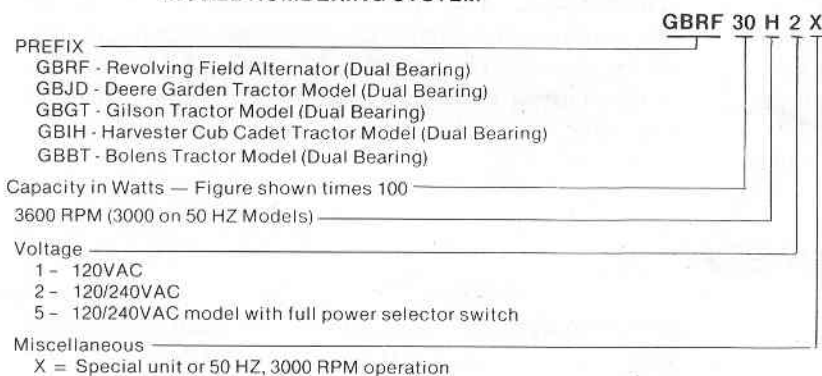 GBRF 30 H 2 X
PREFIX
GBRF - Revolving Field Alternator (Dual Bearing)
GBJD - Deere Garden Tractor Model (Dual Bearing)
GBGT - Gilson Tractor Model (Dual Bearing)
GBIH - Harvester Cub Cadet Tractor Model (Dual Bearing)
GBBT - Bolens Tractor Model (Dual Bearing)
Capacity in Watts — Figure shown times 100
3600 RPM (3000 on 50 HZ Models)
Voltage
1 - 120VAC
2 - 120/240VAC
5 - 120/240VAC model with full power selector switch
Miscellaneous
X = Special unit or 50 HZ, 3000 RPM operation